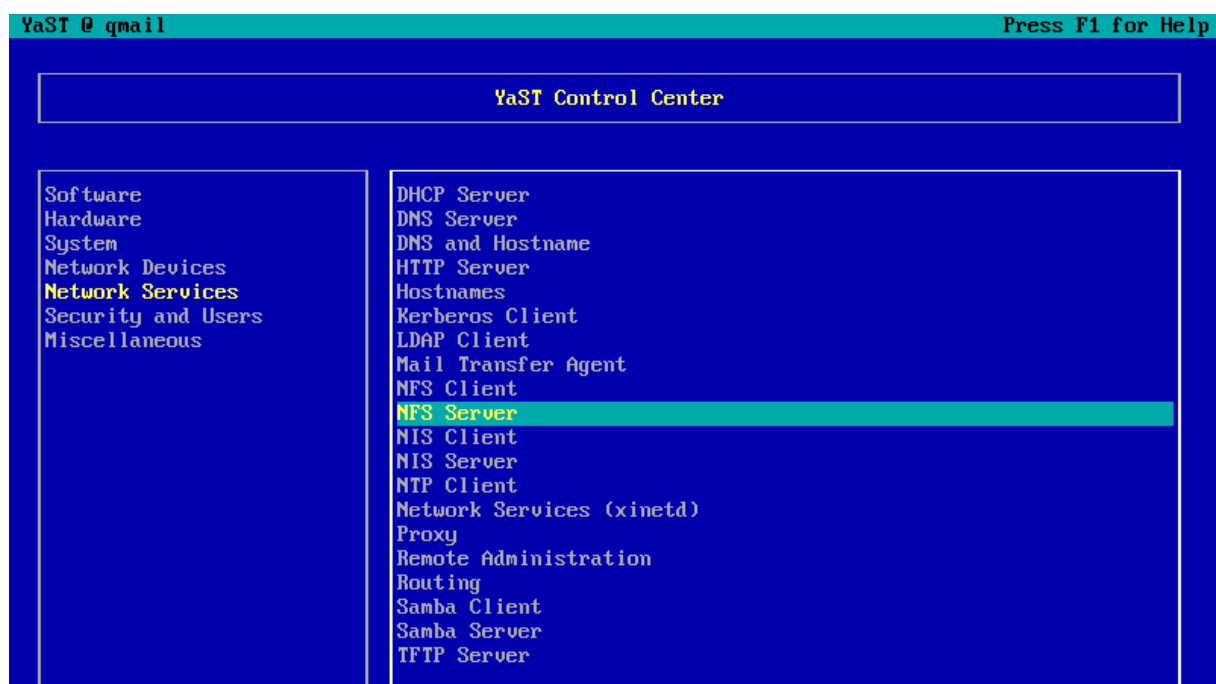 YaST @ qmail Press F1 for Help
YaST Control Center
Software
Hardware
System
Network Devices
Network Services
Security and Users
Miscellaneous
DHCP Server
DNS Server
DNS and Hostname
HTTP Server
Hostnames
Kerberos Client
LDAP Client
Mail Transfer Agent
NFS Client
NFS Server
NIS Client
NIS Server
NTP Client
Network Services (xinetd)
Proxy
Remote Administration
Routing
Samba Client
Samba Server
TFTP Server